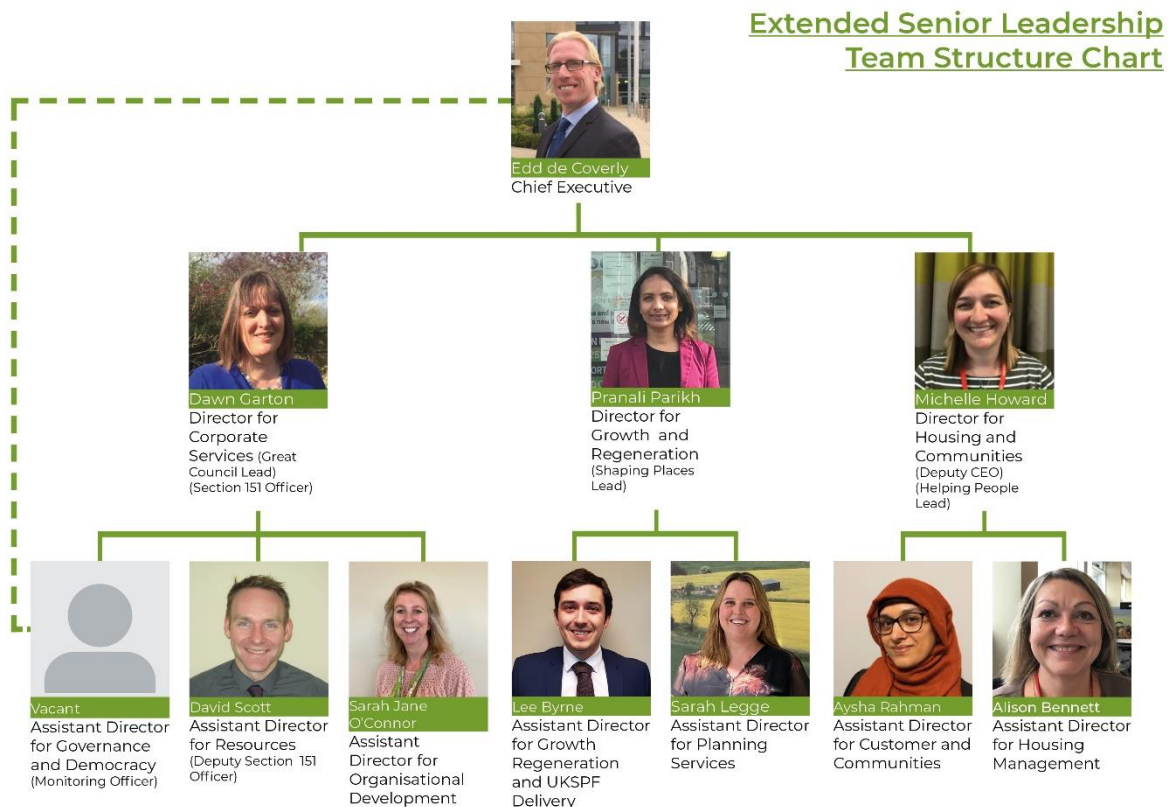 Extended Senior Leadership
Team Structure Chart
Edd de Coverly
Chief Executive
Dawn Garton
Director for
Corporate
Services (Great
Council Lead)
(Section 151 Officer)
Pranali Parikh
Director for
Growth and
Regeneration
(Shaping Places
Lead)
Michelle Howard
Director for
Housing and
Communities
(Deputy CEO)
(Helping People
Lead)
Vacant
Assistant Director
for Governance
and Democracy
(Monitoring Officer)
David Scott
Assistant Director
for Resources
(Deputy Section 151
Officer)
Sarah Jane
O'Connor
Assistant
Director for
Organisational
Development
Lee Byrne
Assistant Director
for Growth
Regeneration
and UKSPF
Delivery
Sarah Legge
Assistant Director
for Planning
Services
Aysha Rahman
Assistant Director
for Customer and
Communities
Alison Bennett
Assistant Director
for Housing
Management